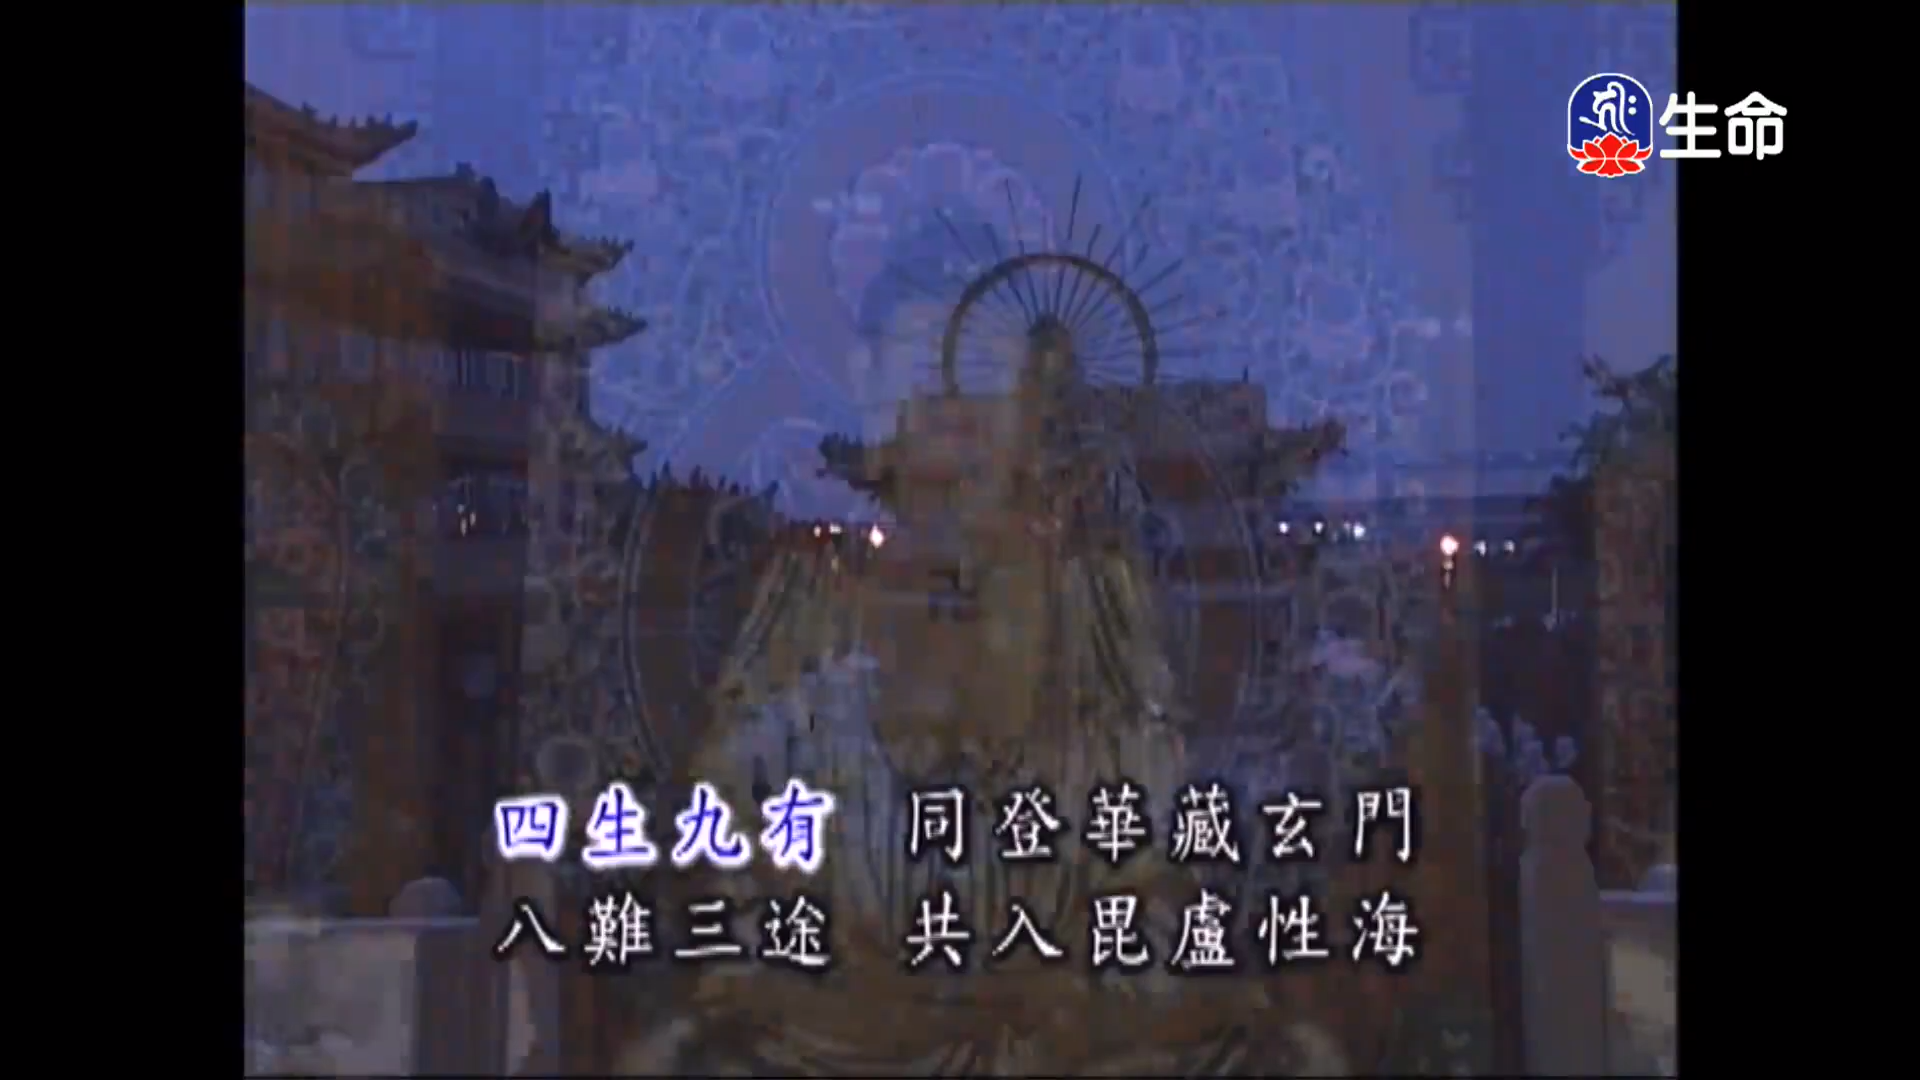 生命
四生九有 同登華藏玄門
八難三途 共入毘盧性海